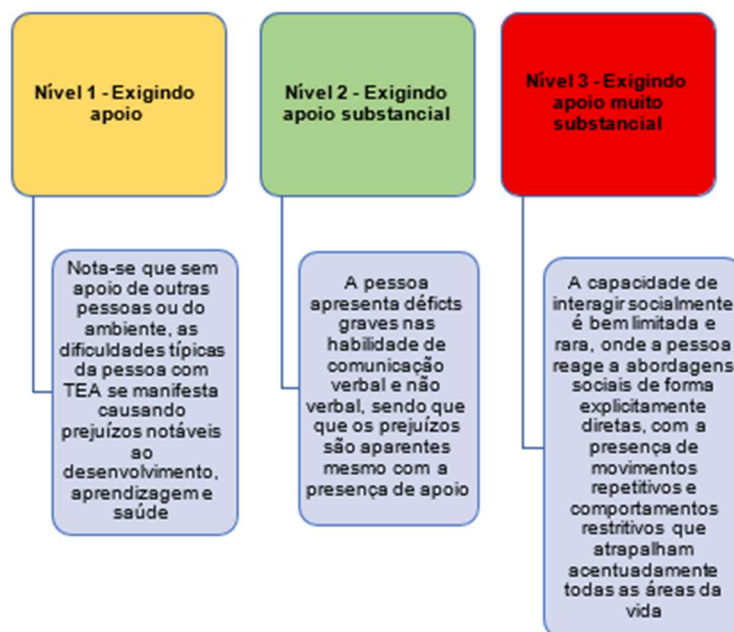 Nível 1 - Exigindo
apoio
Nota-se que sem
apoio de outras
pessoas ou do
ambiente, as
dificuldades típicas
da pessoa com
TEA se manifesta
causando
prejuízos notáveis
ao
desenvolvimento,
aprendizagem e
saúde
Nível 2 - Exigindo
apoio substancial
A pessoa
apresenta déficts
graves nas
habilidade de
comunicação
verbal e não
verbal, sendo que
que os prejuízos
são aparentes
mesmo com a
presença de apoio
Nível 3 - Exigindo
apoio muito
substancial
A capacidade de
interagir socialmente
é bem limitada e
rara, onde a pessoa
reage a abordagens
sociais de forma
explicitamente
diretas, com a
presença de
movimentos
repetitivos e
comportamentos
restritivos que
atrapalham
acentuadamente
todas as áreas da
vida